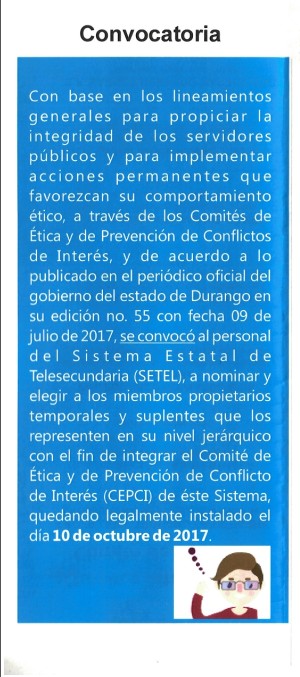 Convocatoria
Con base en los lineamientos
generales para propiciar la
integridad de los servidores
públicos y para implementar
acciones permanentes que
favorezcan su comportamiento
ético, a través de los Comités de
Ética y de Prevención de Conflictos
de Interés, y de acuerdo a lo
publicado en el periódico oficial del
gobierno del estado de Durango en
su edición no. 55 con fecha 09 de
julio de 2017, se convocó al personal
del Sistema Estatal de
Telesecundaria (SETEL), a nominar y
elegir a los miembros propietarios
temporales y suplentes que los
representen en su nivel jerárquico
con el fin de integrar el Comité de
Ética y de Prevención de Conflicto
de Interés (CEPCI) de éste Sistema,
quedando legalmente instalado el
día 10 de octubre de 2017.